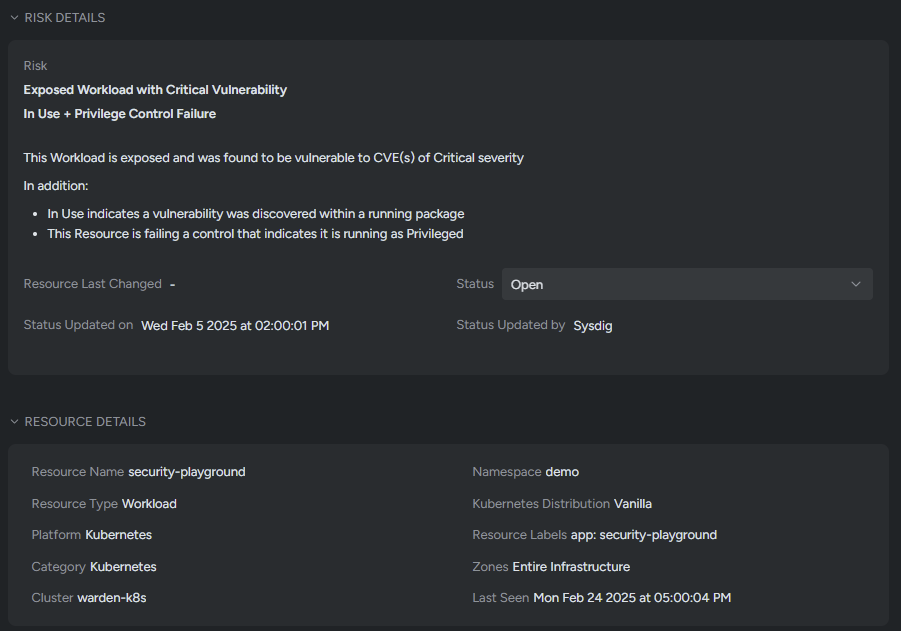 RISK DETAILS
Risk
Exposed Workload with Critical Vulnerability
In Use + Privilege Control Failure
This Workload is exposed and was found to be vulnerable to CVE(s) of Critical severity
In addition:
• In Use indicates a vulnerability was discovered within a running package
• This Resource is failing a control that indicates it is running as Privileged
Resource Last Changed - Status Open
Status Updated on Wed Feb 5 2025 at 02:00:01 PM Status Updated by Sysdig
RESOURCE DETAILS
Resource Name security-playground Namespace demo
Resource Type Workload Kubernetes Distribution Vanilla
Platform Kubernetes Resource Labels app: security-playground
Category Kubernetes Zones Entire Infrastructure
Cluster warden-k8s Last Seen Mon Feb 24 2025 at 05:00:04 PM